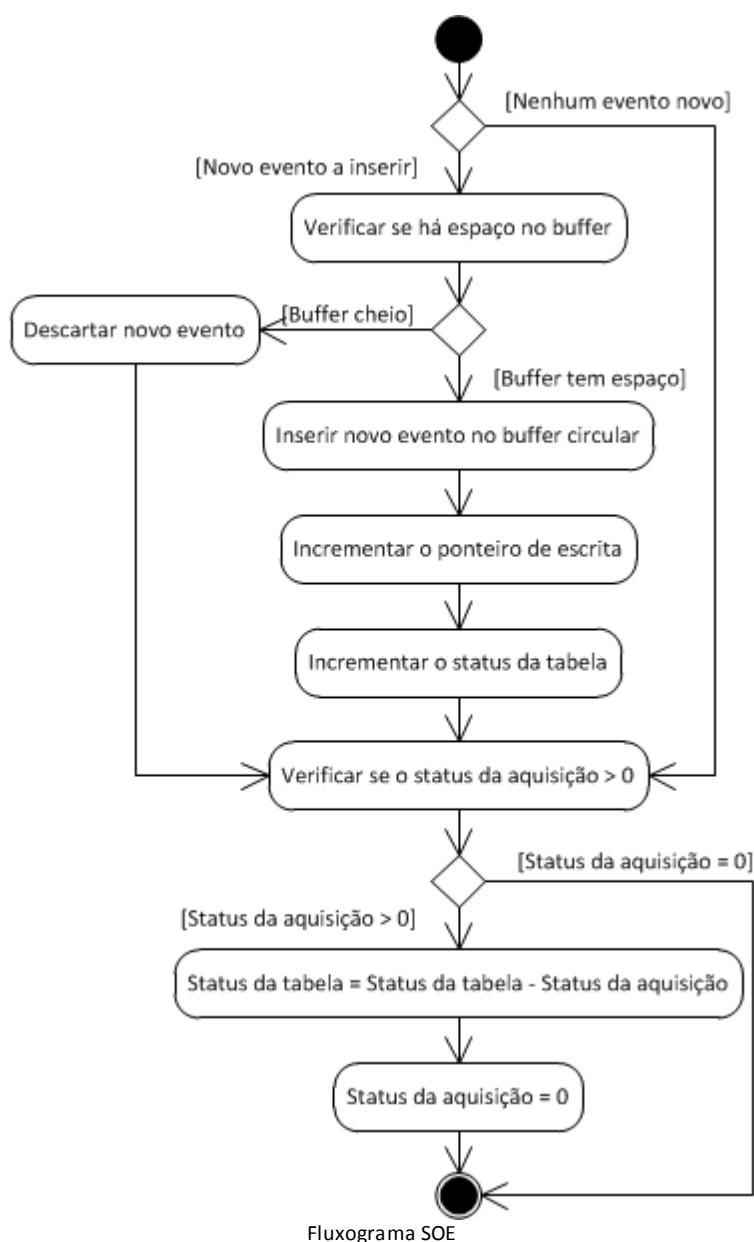 [Nenhum evento novo]
[Novo evento a inserir]
Verificar se há espaço no buffer
Descartar novo evento
[Buffer cheio]
[Buffer tem espaço]
Inserir novo evento no buffer circular
Incrementar o ponteiro de escrita
Incrementar o status da tabela
Verificar se o status da aquisição > 0
[Status da aquisição = 0]
[Status da aquisição > 0]
Status da tabela = Status da tabela - Status da aquisição
Status da aquisição = 0
Fluxograma SOE